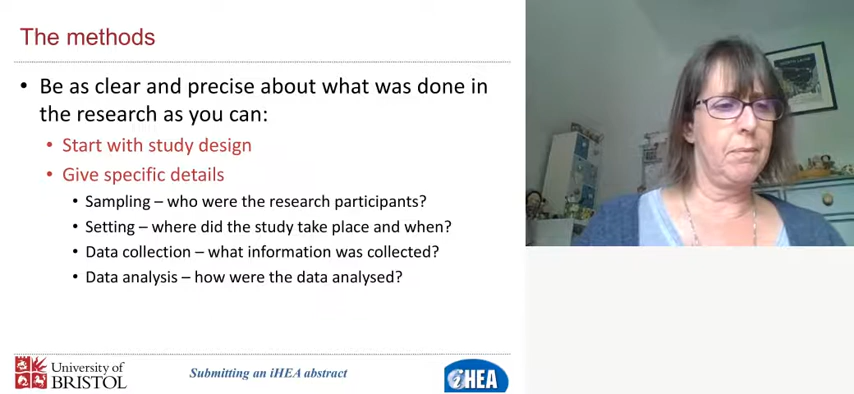 The methods
• Be as clear and precise about what was done in
the research as you can:
• Start with study design
• Give specific details
• Sampling – who were the research participants?
• Setting – where did the study take place and when?
• Data collection – what information was collected?
• Data analysis – how were the data analysed?
University of
BRISTOL
Submitting an iHEA abstract
iHEA